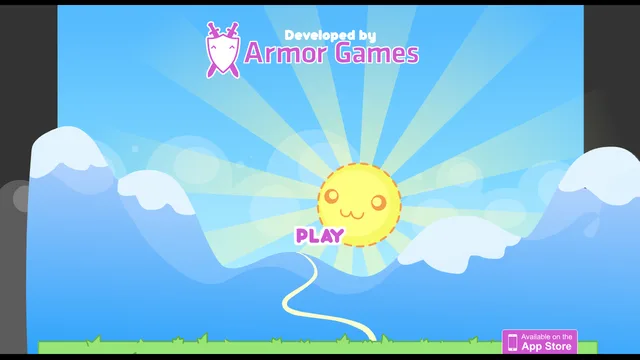 Developed by
Armor Games
PLAY
Available on the
App Store